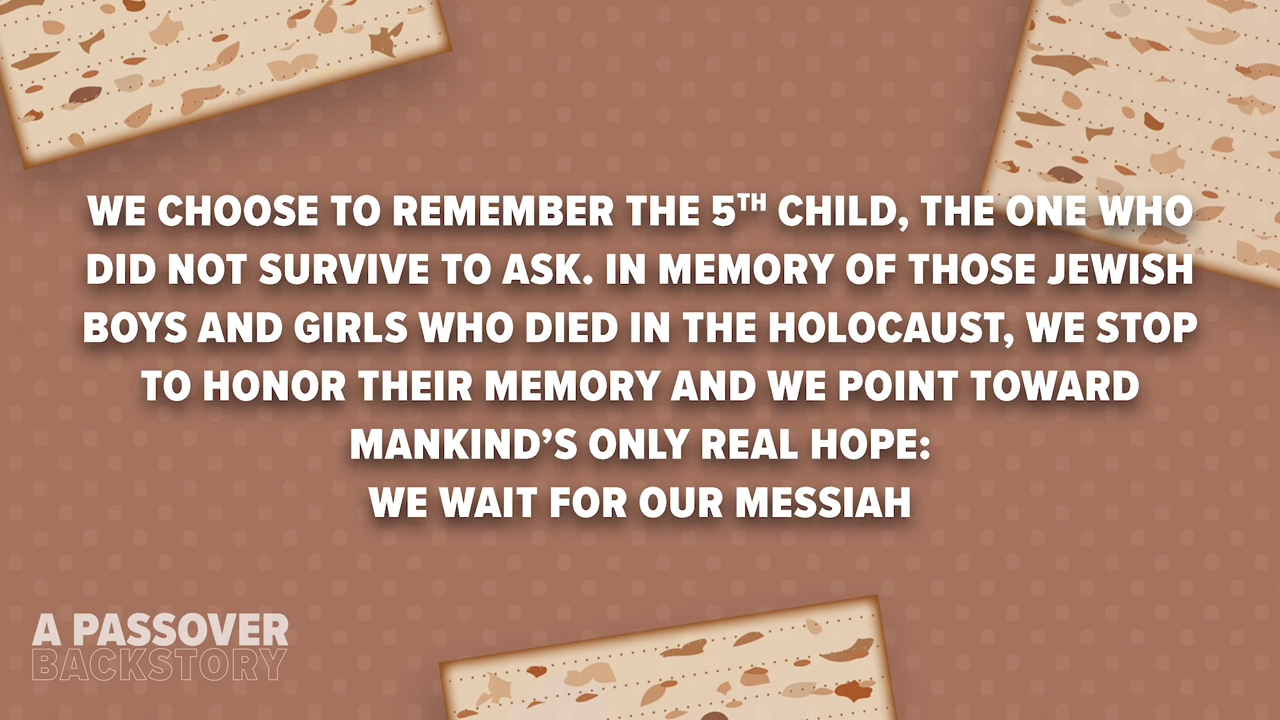 WE CHOOSE TO REMEMBER THE 5TH CHILD, THE ONE WHO
DID NOT SURVIVE TO ASK. IN MEMORY OF THOSE JEWISH
BOYS AND GIRLS WHO DIED IN THE HOLOCAUST, WE STOP
TO HONOR THEIR MEMORY AND WE POINT TOWARD
MANKIND’S ONLY REAL HOPE:
WE WAIT FOR OUR MESSIAH
A PASSOVER
BACKSTORY